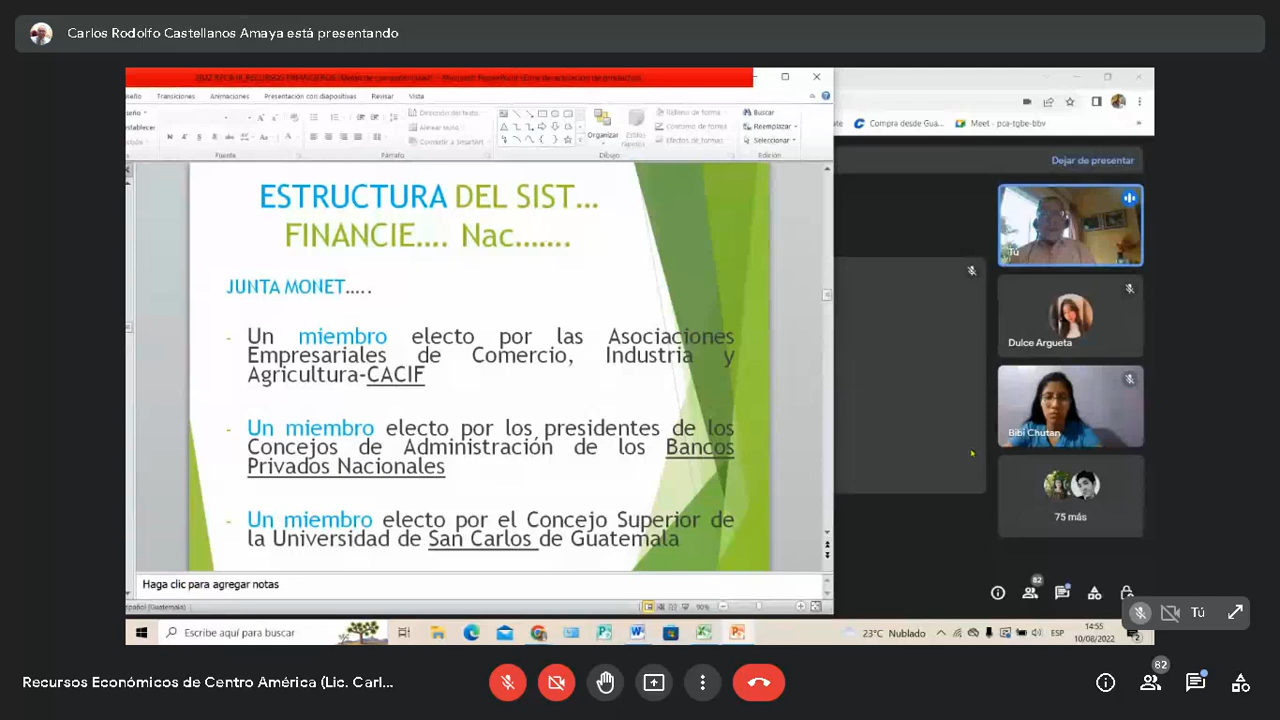 Carlos Rodolfo Castellanos Amaya está presentando
Transiciones Animaciones Presentación con diapositivas Revisar Vista
Buscar
Reemplazar
Seleccionar
Organizar
Fuente Párrafo Dibujo Edición
Compra desde Gua... Meet - pca-tgbe-bbv
Dejar de presentar
ESTRUCTURA DEL SIST...
FINANCIE.... Nac.......
JUNTA MONET.....
- Un miembro electo por las Asociaciones
Empresariales de Comercio, Industria y
Agricultura-CACIF
- Un miembro electo por los presidentes de los
Concejos de Administración de los Bancos
Privados Nacionales
- Un miembro electo por el Concejo Superior de
la Universidad de San Carlos de Guatemala
Haga clic para agregar notas
90%
Tú
Dulce Argueta
Bibi Chutan
75 más
82
Tú
Escribe aquí para buscar
23°C Nublado
ESP
14:55
10/08/2022
Recursos Económicos de Centro América (Lic. Carl...
62